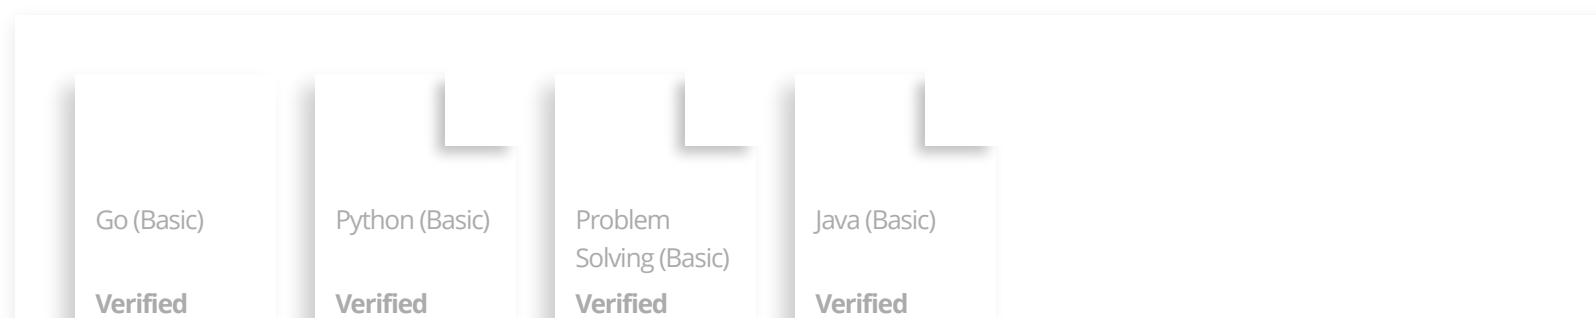 Go (Basic)
Verified
Python (Basic)
Verified
Problem
Solving (Basic)
Verified
Java (Basic)
Verified